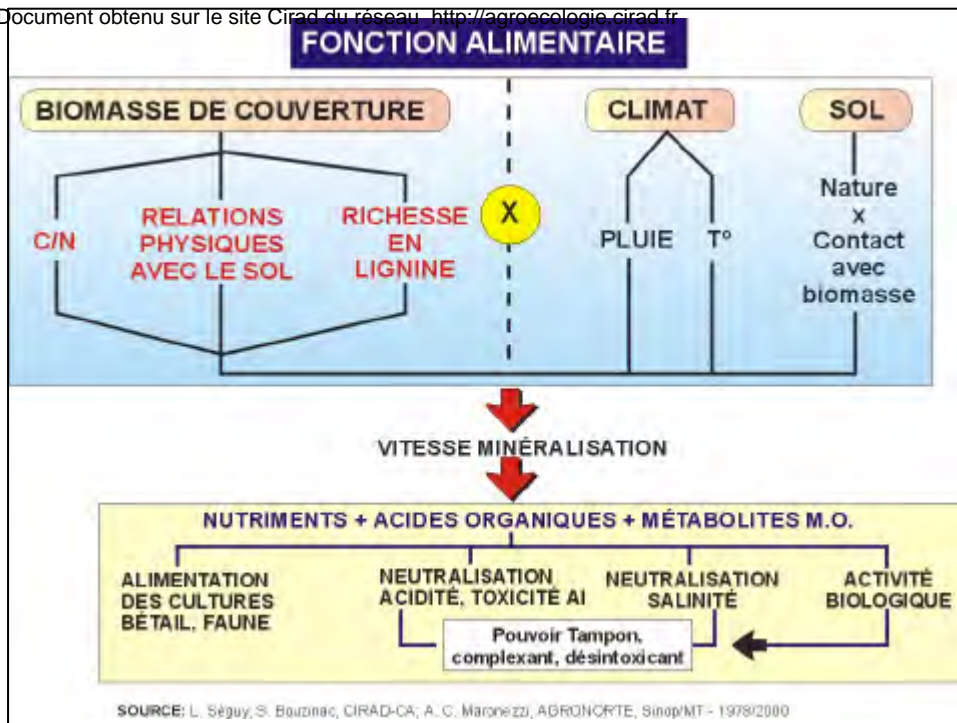 Document obtenu sur le site Cirad du réseau http://agroecologie.cirad.fr
FONCTION ALIMENTAIRE
BIOMASSE DE COUVERTURE
CLIMAT
SOL
C/N
RELATIONS
PHYSIQUES
AVEC LE SOL
RICHESSE
EN
LIGNINE
X
PLUIE
T°
Nature
x
Contact
avec
biomasse
VITESSE MINÉRALISATION
NUTRIMENTS + ACIDES ORGANIQUES + MÉTABOLITES M.O.
ALIMENTATION
DES CULTURES
BÉTAIL, FAUNE
NEUTRALISATION
ACIDITÉ, TOXICITÉ Al
NEUTRALISATION
SALINITÉ
ACTIVITÉ
BIOLOGIQUE
Pouvoir Tampon,
complexant, désintoxicant
SOURCE: L. Séguy, S. Bouzinac, CIRAD-CA; A. C. Maronezzi, AGRONORTE, Sinop/MT - 1978/2000